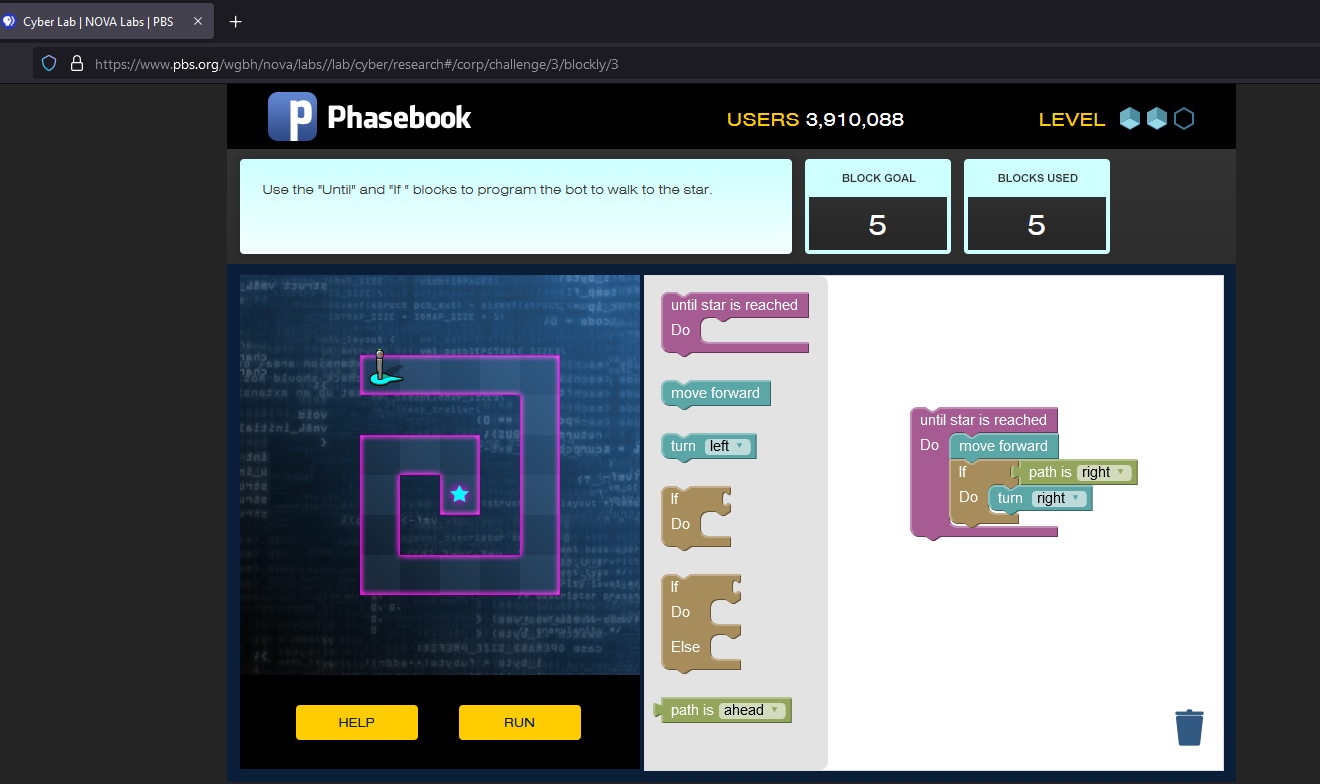 Cyber Lab | NOVA Labs | PBS
https://www.pbs.org/wgbh/nova/labs//lab/cyber/research#/corp/challenge/3/blockly/3
p Phasebook
USERS 3,910,088
LEVEL
Use the "Until" and "If " blocks to program the bot to walk to the star.
BLOCK GOAL
5
BLOCKS USED
5
HELP
RUN
until star is reached
Do
move forward
turn left
If
Do
If
Do
Else
path is ahead
until star is reached
Do move forward
If path is right
Do turn right